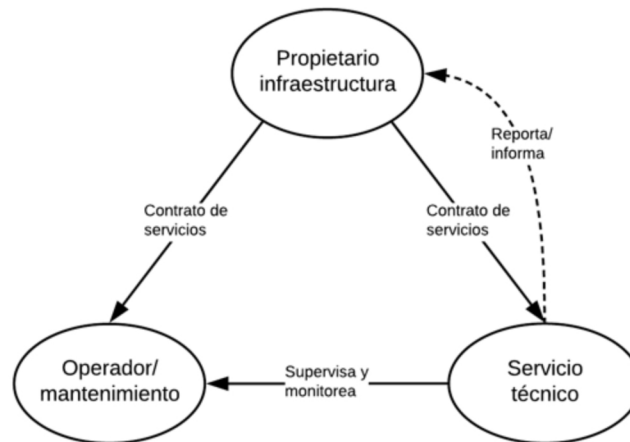 Propietario
infraestructura
Reporta/
informa
Contrato de
servicios
Contrato de
servicios
Operador/
mantenimiento
Supervisa y
monitorea
Servicio
técnico